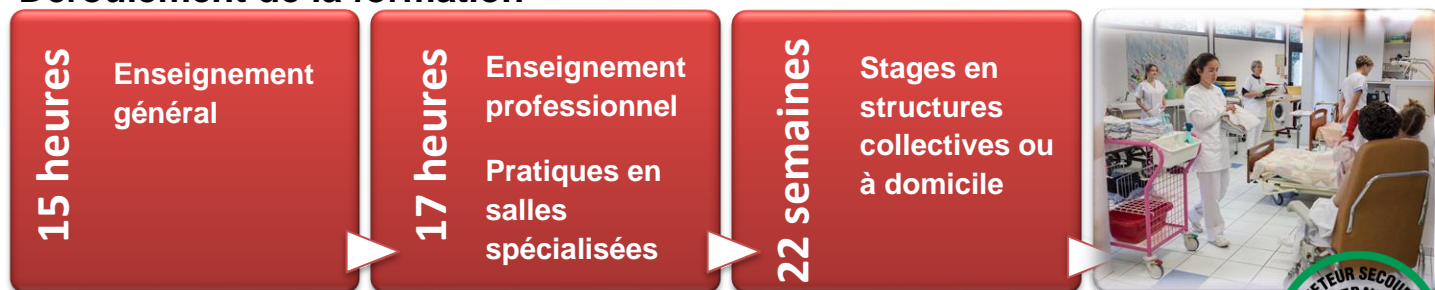 Déroulement de la formation
15 heures
Enseignement
général
17 heures
Enseignement
professionnel
Pratiques en
salles
spécialisées
22 semaines
Stages en
structures
collectives ou
à domicile
SECOU